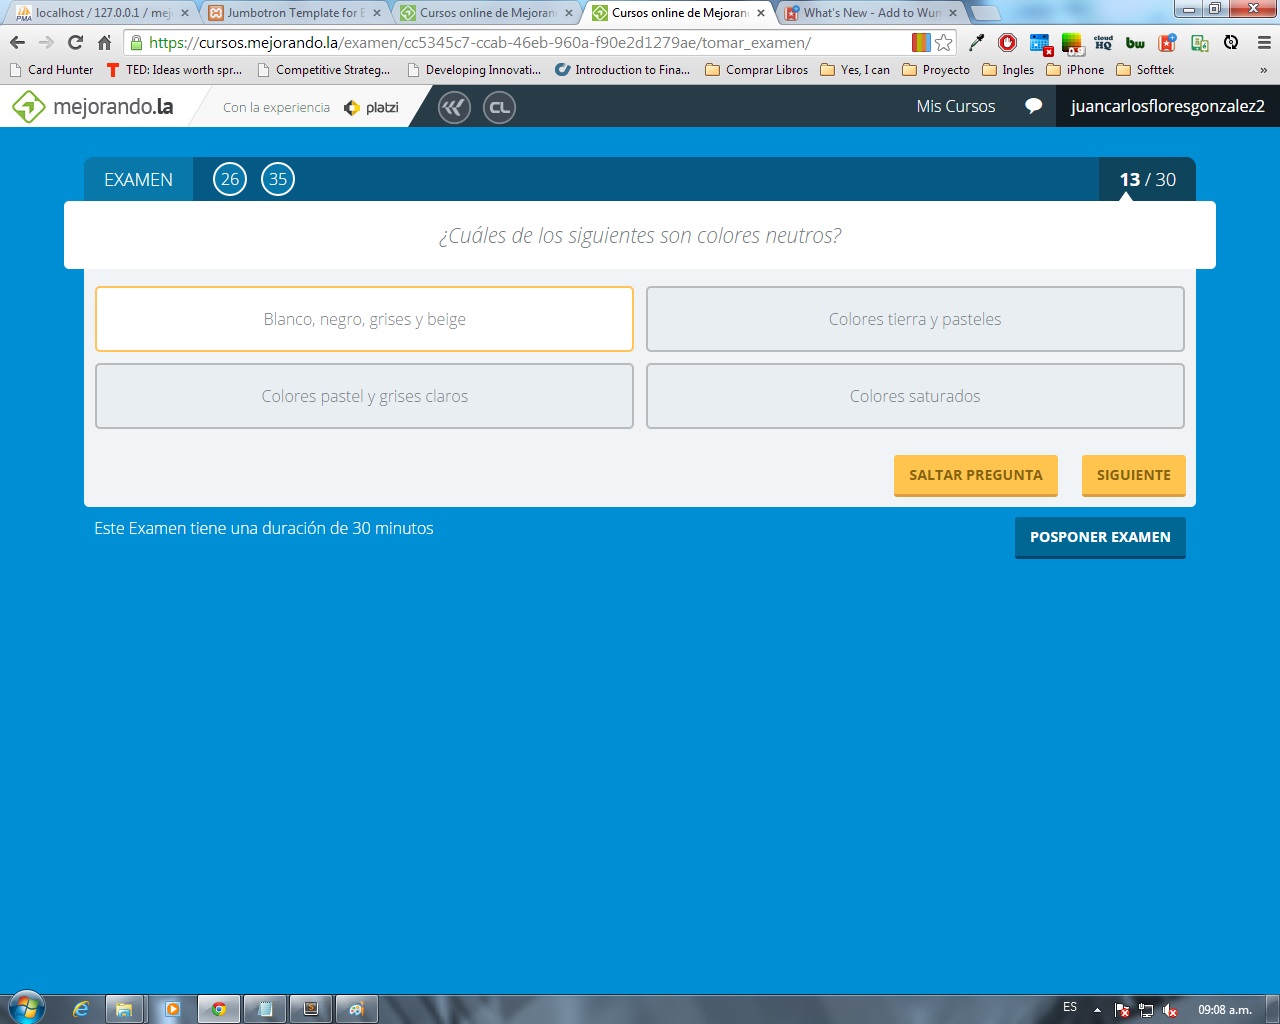 localhost / 127.0.0.1 / mej
Jumbotron Template for B
Cursos online de Mejoran
Cursos online de Mejoran
What's New - Add to Wun
https://cursos.mejorando.la/examen/cc5345c7-ccab-46eb-960a-f90e2d1279ae/tomar_examen/
cloud HQ
bw
Card Hunter
TED: Ideas worth spr...
Competitive Strateg...
Developing Innovati...
Introduction to Fina...
Comprar Libros
Yes, I can
Proyecto
Ingles
iPhone
Softtek
»
mejorando.la
Con la experiencia
platzi
CL
Mis Cursos
juancarlosfloresgonzalez2
EXAMEN
26
35
13 / 30
¿Cuáles de los siguientes son colores neutros?
Blanco, negro, grises y beige
Colores tierra y pasteles
Colores pastel y grises claros
Colores saturados
SALTAR PREGUNTA
SIGUIENTE
Este Examen tiene una duración de 30 minutos
POSPONER EXAMEN
ES
09:08 a.m.